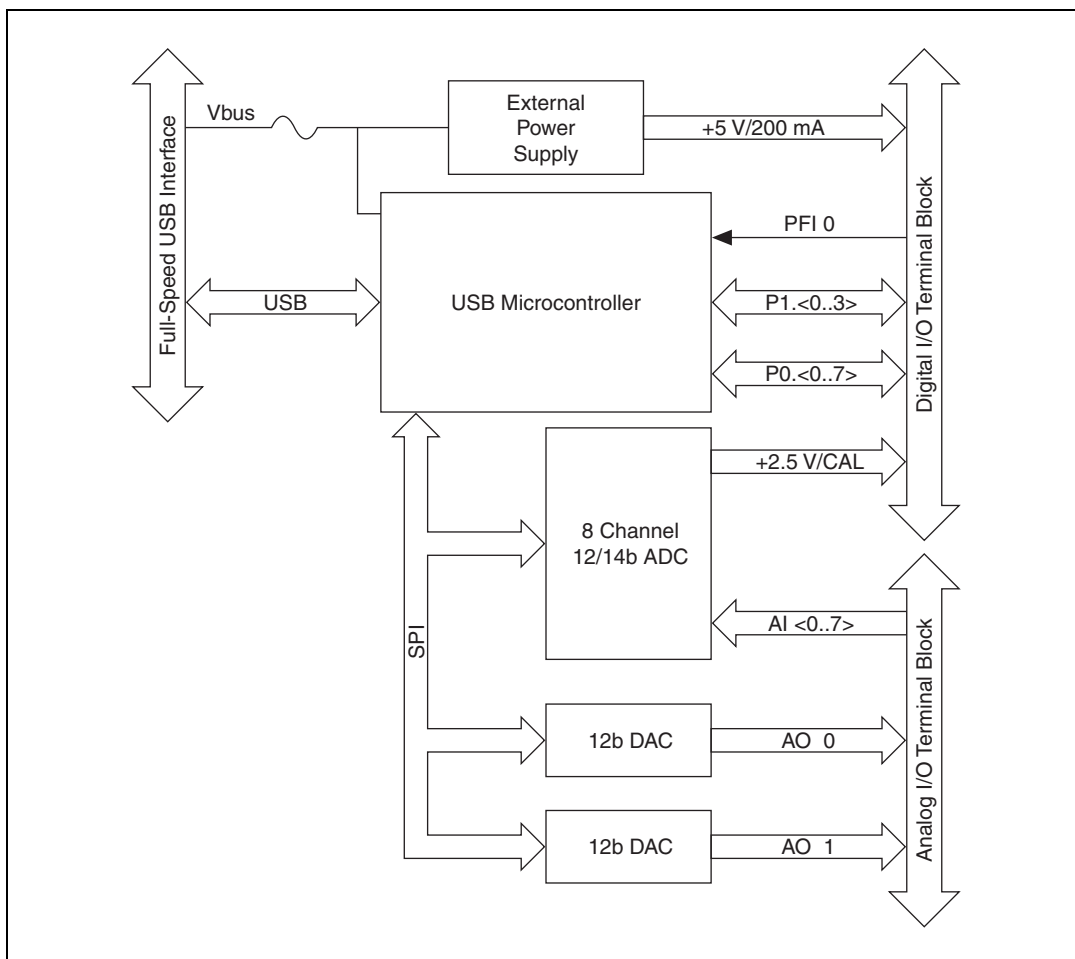 Vbus
External
Power
Supply
+5 V/200 mA
Full-Speed USB Interface
USB
USB Microcontroller
PFI 0
P1.<0..3>
P0.<0..7>
Digital I/O Terminal Block
+2.5 V/CAL
8 Channel
12/14b ADC
AI <0..7>
SPI
12b DAC
AO 0
12b DAC
AO 1
Analog I/O Terminal Block